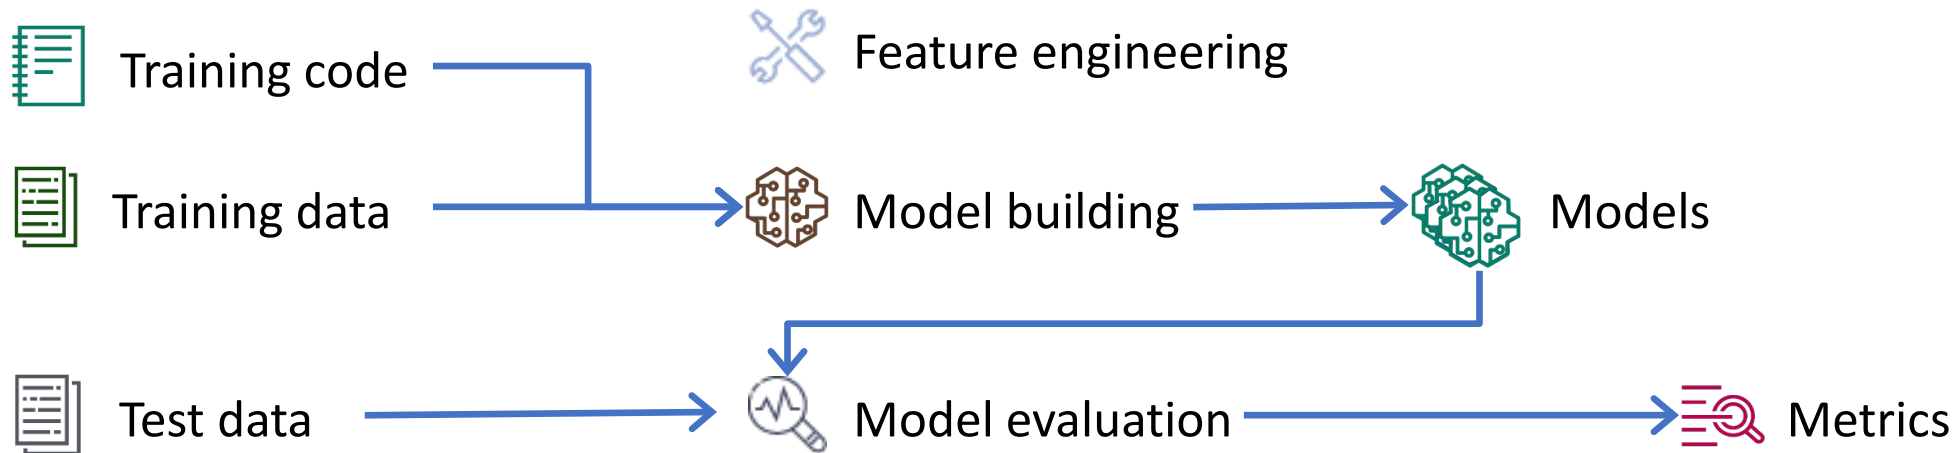 Training code
Feature engineering
Training data
Model building
Models
Test data
Model evaluation
Metrics